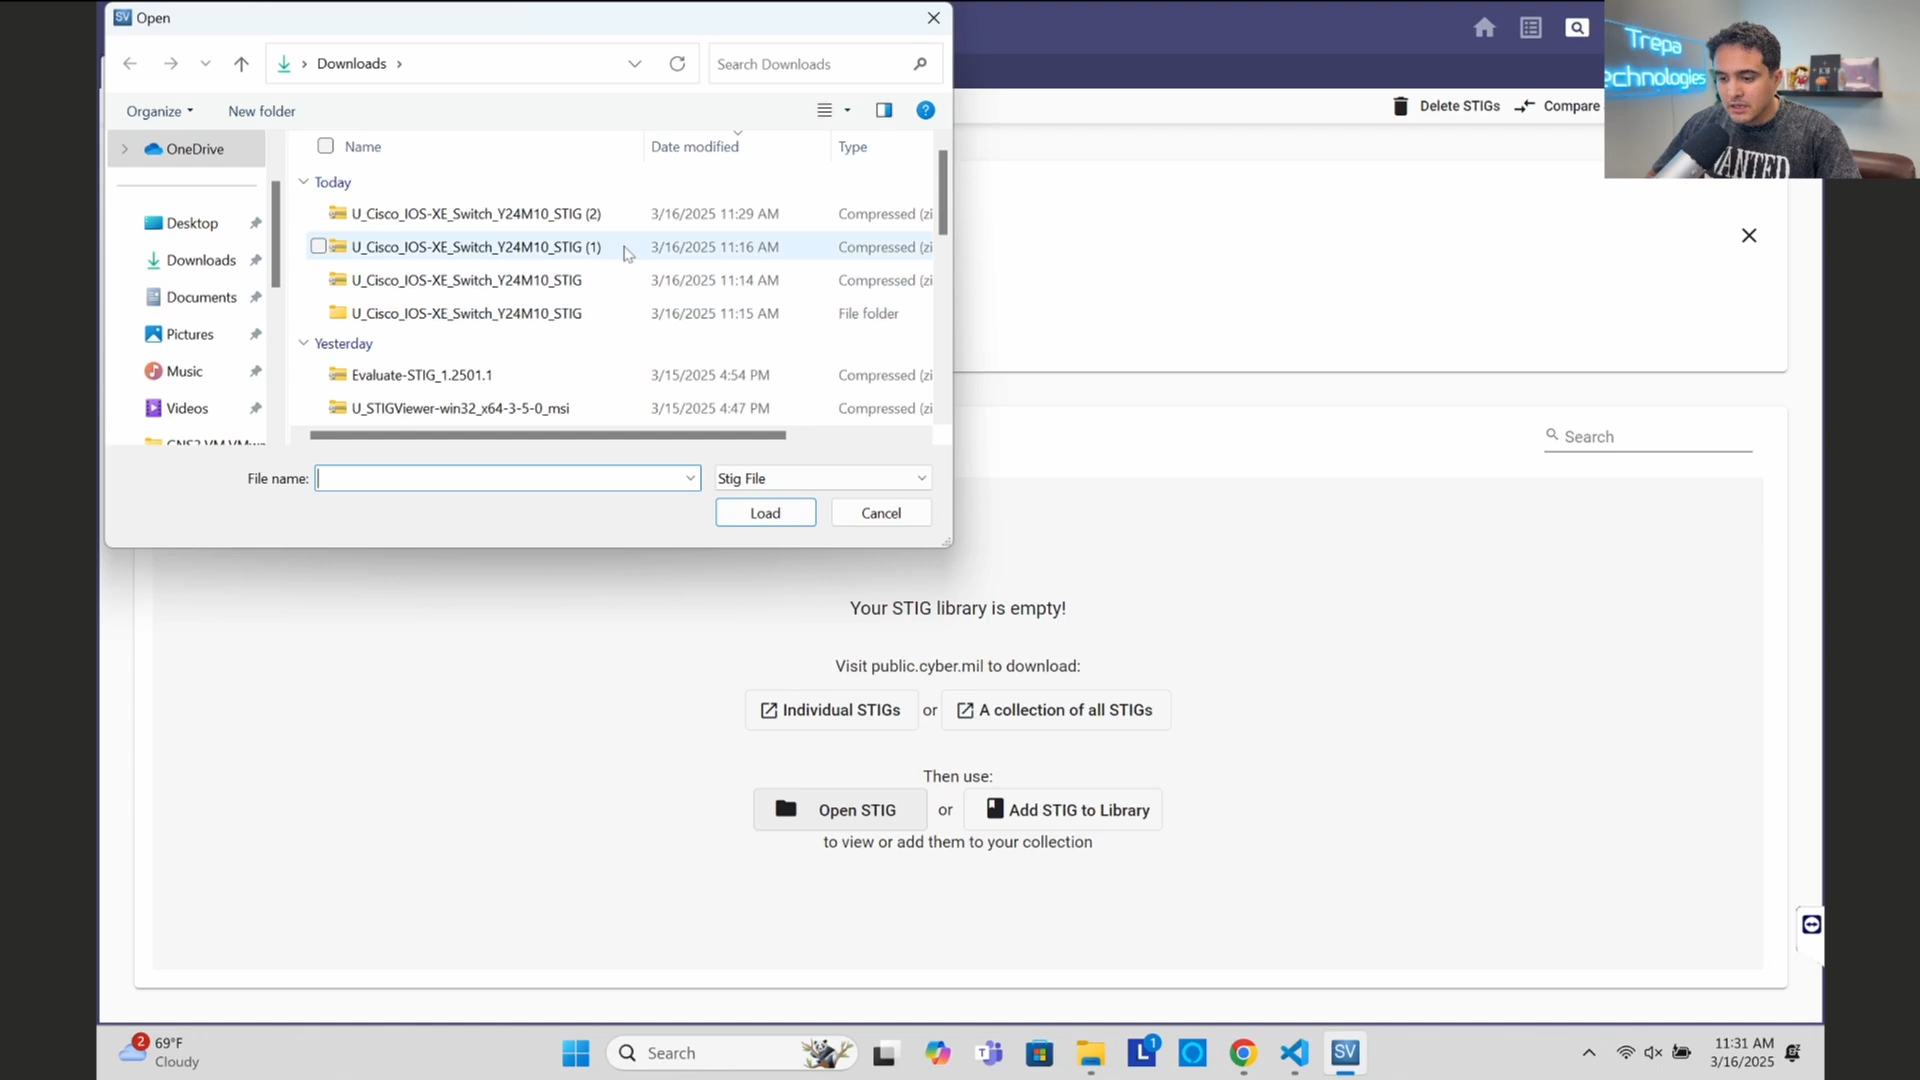 SV Open
Downloads
Search Downloads
Organize
New folder
OneDrive
Desktop
Downloads
Documents
Pictures
Music
Videos
Name
Date modified
Type
Today
U_Cisco_IOS-XE_Switch_Y24M10_STIG (2) 3/16/2025 11:29 AM Compressed (zi
U_Cisco_IOS-XE_Switch_Y24M10_STIG (1) 3/16/2025 11:16 AM Compressed (zi
U_Cisco_IOS-XE_Switch_Y24M10_STIG 3/16/2025 11:14 AM Compressed (zi
U_Cisco_IOS-XE_Switch_Y24M10_STIG 3/16/2025 11:15 AM File folder
Yesterday
Evaluate-STIG_1.2501.1 3/15/2025 4:54 PM Compressed (zi
U_STIGViewer-win32_x64-3-5-0_msi 3/15/2025 4:47 PM Compressed (zi
File name:
Stig File
Load
Cancel
Delete STIGs
Compare
Trepa
echnologies
WANTED
Search
Your STIG library is empty!
Visit public.cyber.mil to download:
Individual STIGs or A collection of all STIGs
Then use:
Open STIG or Add STIG to Library
to view or add them to your collection
2
69°F
Cloudy
Search
L 1
SV
11:31 AM
3/16/2025